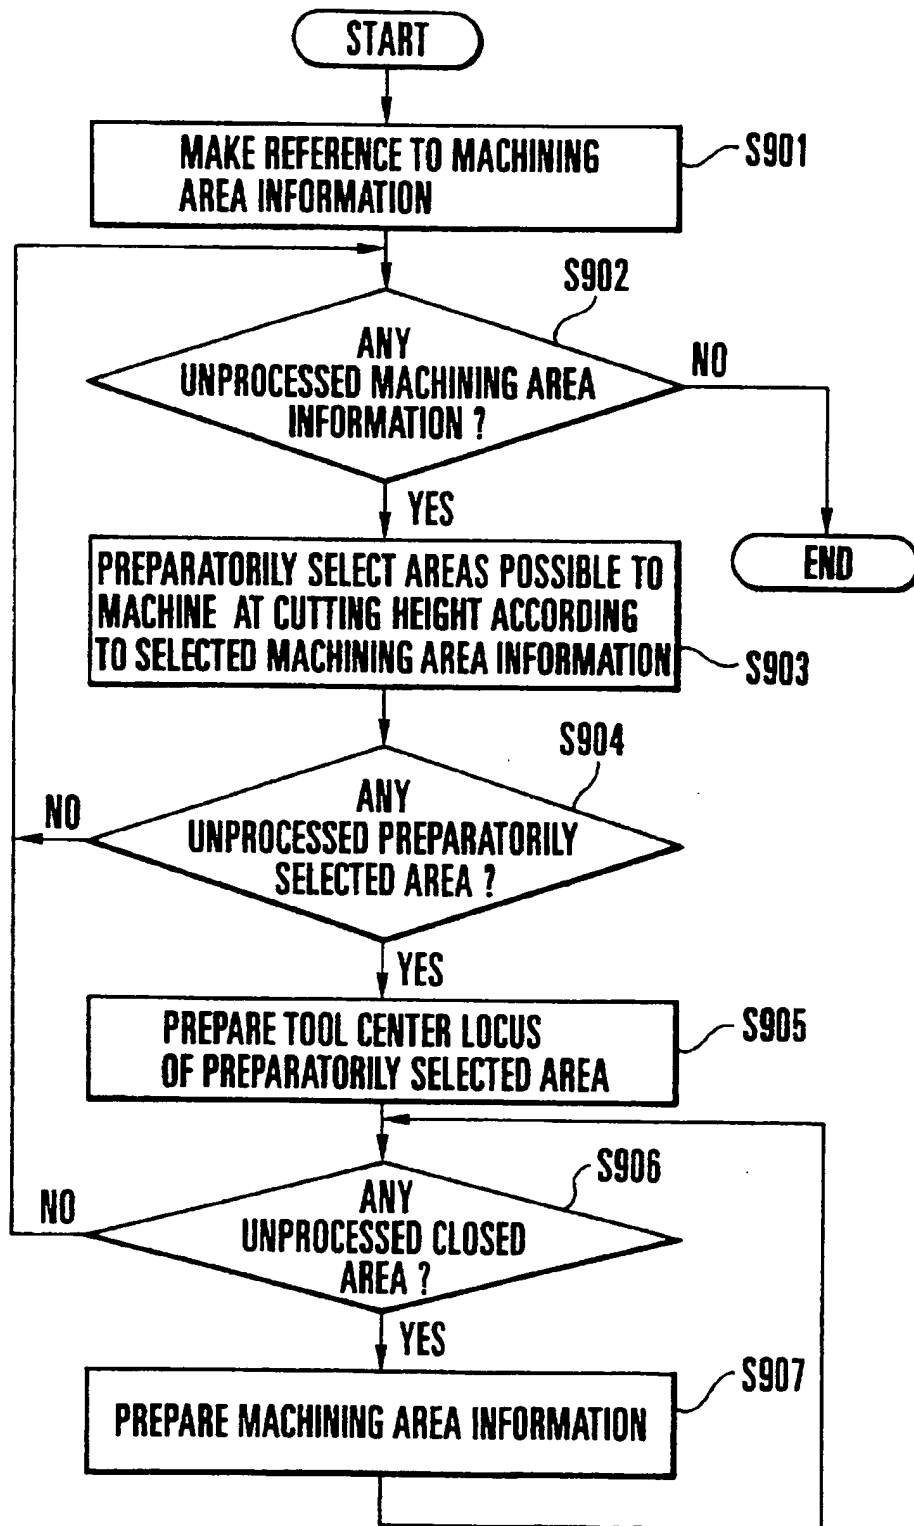 START
MAKE REFERENCE TO MACHINING
AREA INFORMATION
S901
S902
ANY
UNPROCESSED MACHINING AREA
INFORMATION ?
NO
YES
END
PREPARATORILY SELECT AREAS POSSIBLE TO
MACHINE AT CUTTING HEIGHT ACCORDING
TO SELECTED MACHINING AREA INFORMATION
S903
S904
ANY
UNPROCESSED PREPARATORILY
SELECTED AREA ?
NO
YES
PREPARE TOOL CENTER LOCUS
OF PREPARATORILY SELECTED AREA
S905
S906
ANY
UNPROCESSED CLOSED
AREA ?
NO
YES
S907
PREPARE MACHINING AREA INFORMATION